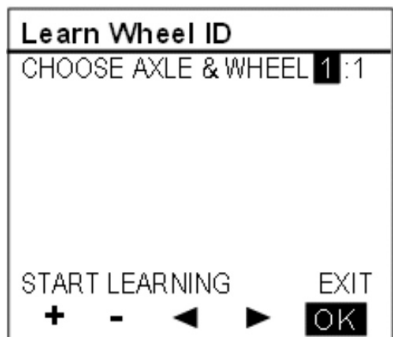 Learn Wheel ID
CHOOSE AXLE & WHEEL 1:1
START LEARNING EXIT
+ - ◀ ▶ OK